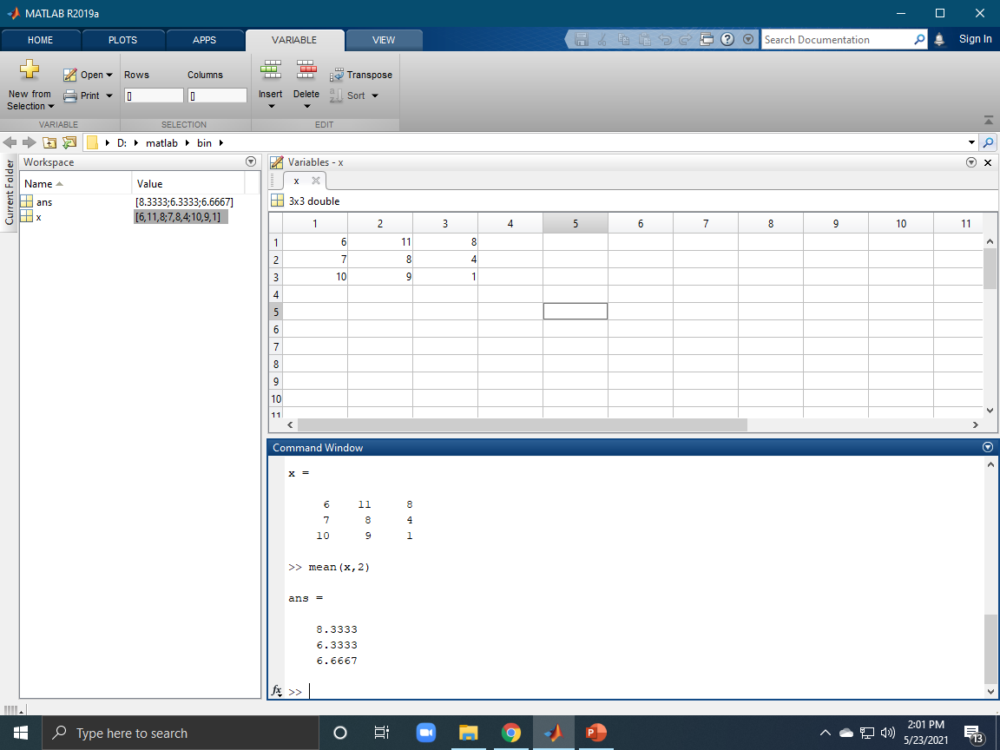 MATLAB R2019a
HOME PLOTS APPS VARIABLE VIEW
Search Documentation
Sign In
New from
Selection
Open
Print
VARIABLE
Rows Columns
[] []
SELECTION
Insert
Delete
Transpose
Sort
EDIT
D: matlab bin
Current Folder
Workspace
Name Value
ans [8.3333;6.3333;6.6667]
x [6,11,8;7,8,4;10,9,1]
Variables - x
x
3x3 double
1 2 3 4 5 6 7 8 9 10 11
1 6 11 8
2 7 8 4
3 10 9 1
4
5
6
7
8
9
10
11
Command Window
x =
6 11 8
7 8 4
10 9 1
>> mean(x,2)
ans =
8.3333
6.3333
6.6667
fx >>
Type here to search
2:01 PM
5/23/2021
13